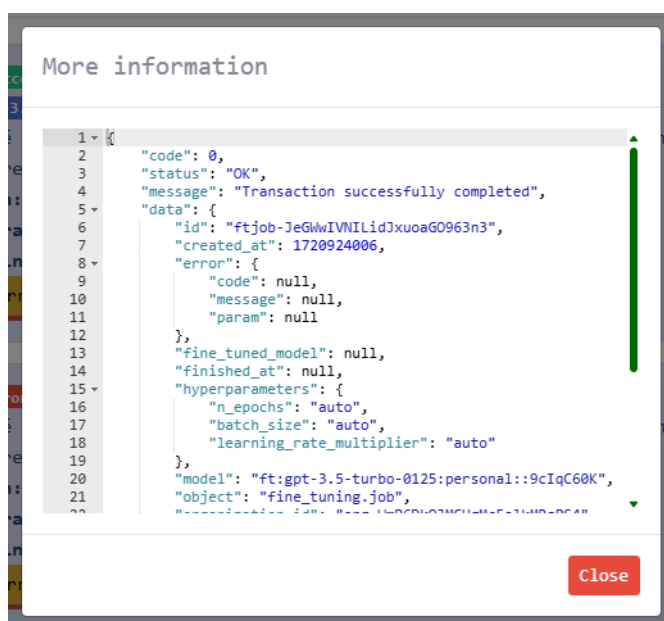 More information
1 {
2 "code": 0,
3 "status": "OK",
4 "message": "Transaction successfully completed",
5 "data": {
6 "id": "ftjob-JeGWwIVNILidJxuoaGO963n3",
7 "created_at": 1720924006,
8 "error": {
9 "code": null,
10 "message": null,
11 "param": null
12 },
13 "fine_tuned_model": null,
14 "finished_at": null,
15 "hyperparameters": {
16 "n_epochs": "auto",
17 "batch_size": "auto",
18 "learning_rate_multiplier": "auto"
19 },
20 "model": "ft:gpt-3.5-turbo-0125:personal::9cIqC60K",
21 "object": "fine_tuning.job",
Close